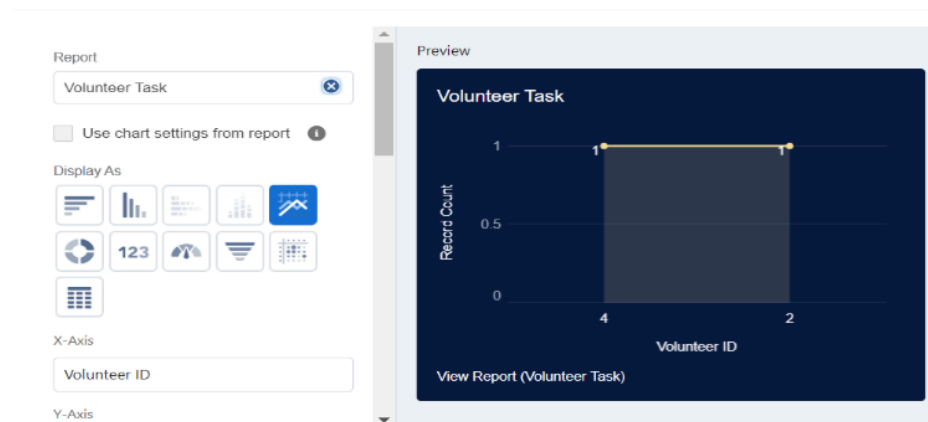 Report
Volunteer Task
Use chart settings from report
Display As
123
X-Axis
Volunteer ID
Y-Axis
Preview
Volunteer Task
Record Count
1
0.5
0
1
1
4
2
Volunteer ID
View Report (Volunteer Task)